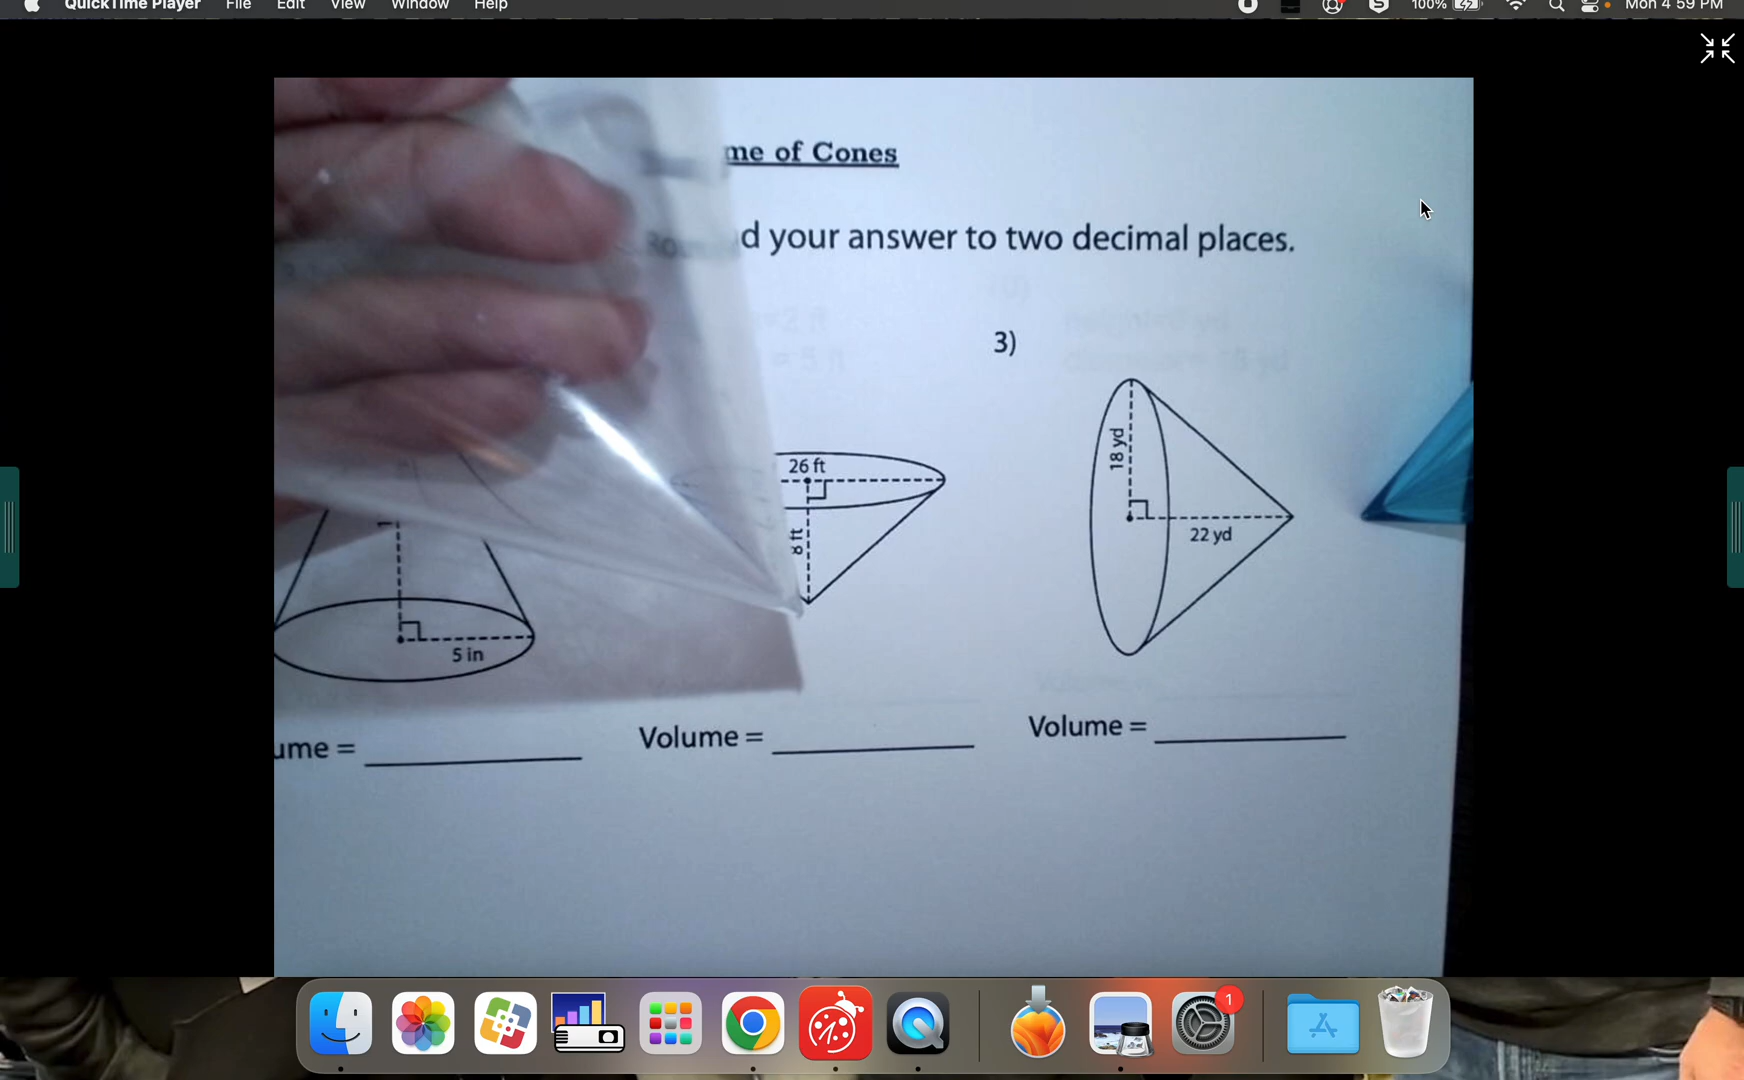 QuickTime Player File Edit View Window Help 100% Mon 4 59 PM
me of Cones
d your answer to two decimal places.
3)
26 ft
8 ft
18 yd
22 yd
5 in
ume =
Volume =
Volume =
1